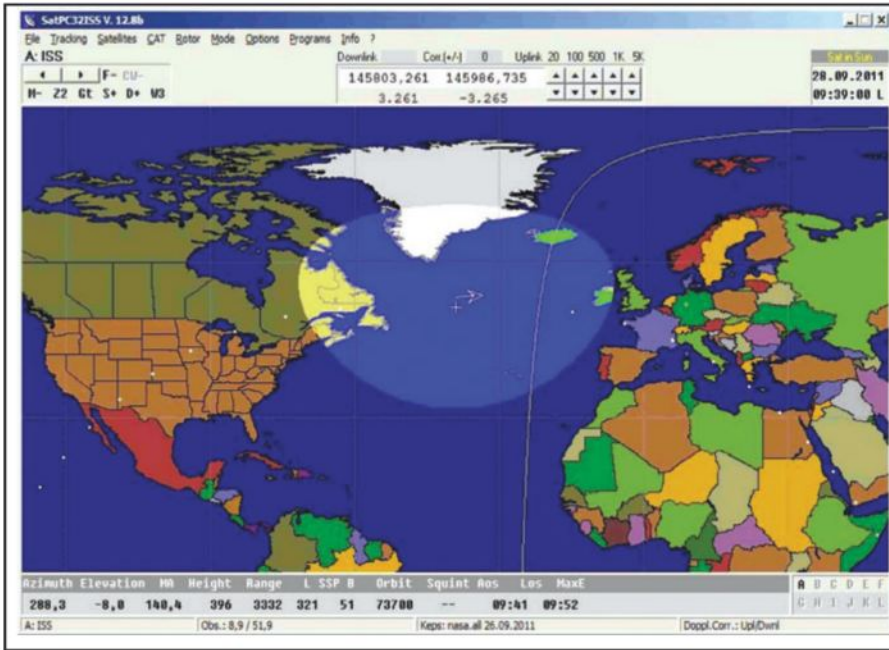 SatPC32ISS V. 12.8b
File Tracking Satellites CAT Rotor Mode Options Programs Info ?
A: ISS
Downlink Corr.(+/-) 0 Uplink 20 100 500 1K 5K
F- CU-
145803,261 145986,735
Sat in Sun
28.09.2011
M- Z2 Gt S+ D+ W3
3.261 -3.265
09:39:00 L
Azimuth Elevation MA Height Range L SSP B Orbit Squint Aos Los MaxE
A B C D E F
288,3 -8,0 140,4 396 3332 321 51 73700 -- 09:41 09:52
G H I J K L
A: ISS Obs.: 8,9 / 51,9 Keps: nasa.all 26.09.2011 Doppl.Corr.: Upl/Dwnl